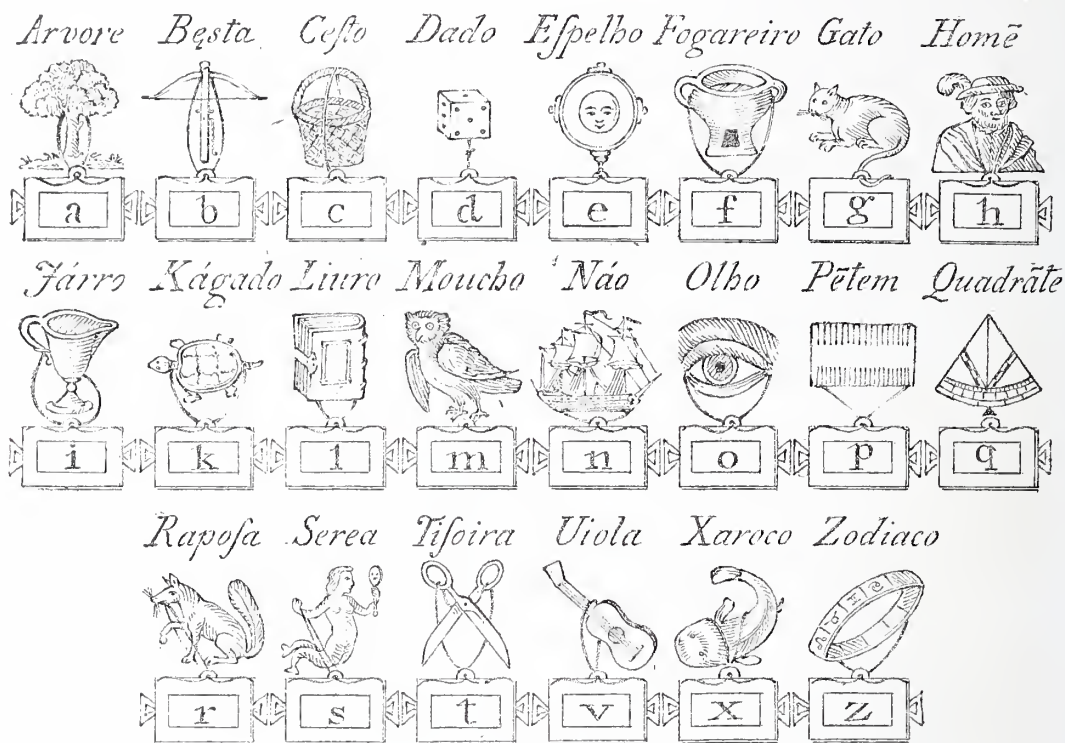 Arvore Bęsta Ceſto Dado Eſpelho Fogareiro Gato Homẽ
a b c d e f g h
Járro Kágado Liuro Moucho Náo Olho Pẽtem Quadrãte
i k l m n o p q
Rapoſa Serea Tiſoira Uiola Xaroco Zodiaco
r s t v x z